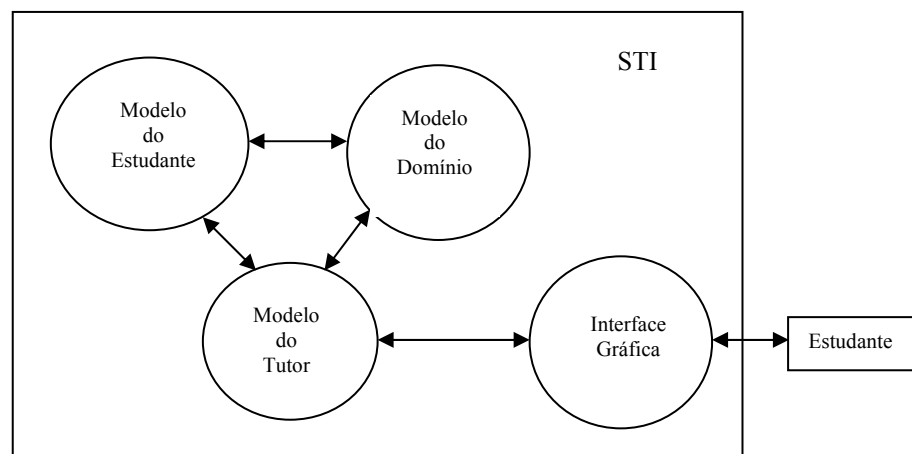 STI
Modelo
do
Estudante
Modelo
do
Domínio
Modelo
do
Tutor
Interface
Gráfica
Estudante